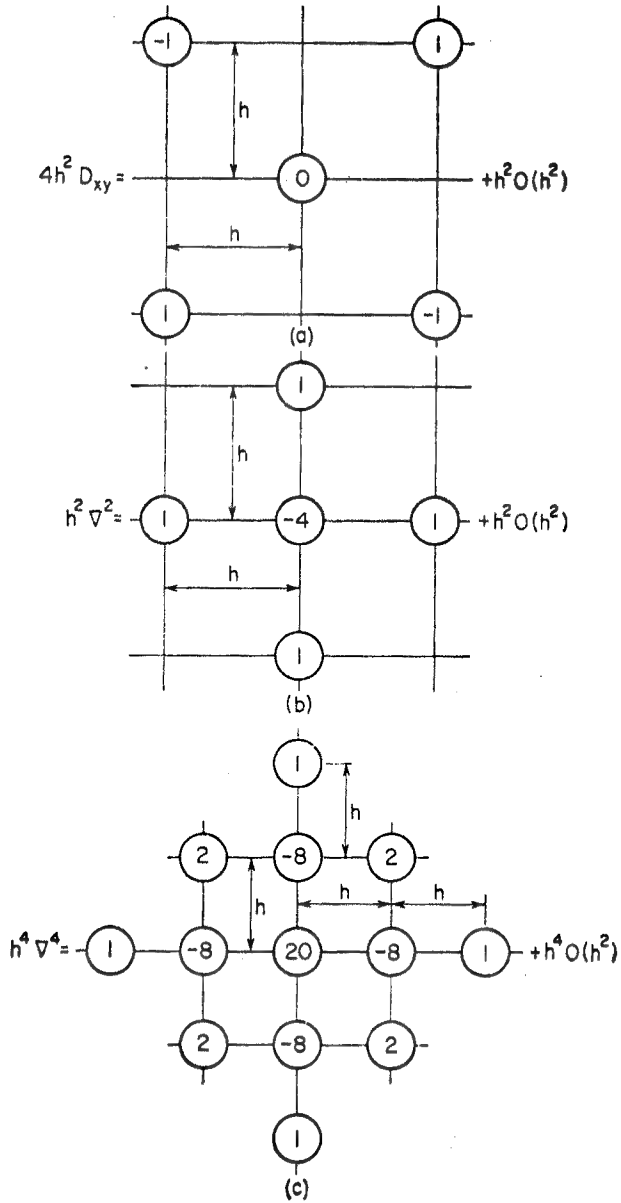 -1 1
h
4h² Dxy = 0 +h²O(h²)
h
1 -1
(a)
1
h
h² ∇² = 1 -4 1 +h²O(h²)
h
1
(b)
1
h
2 -8 2
h h h
h⁴ ∇⁴ = 1 -8 20 -8 1 +h⁴O(h²)
2 -8 2
1
(c)